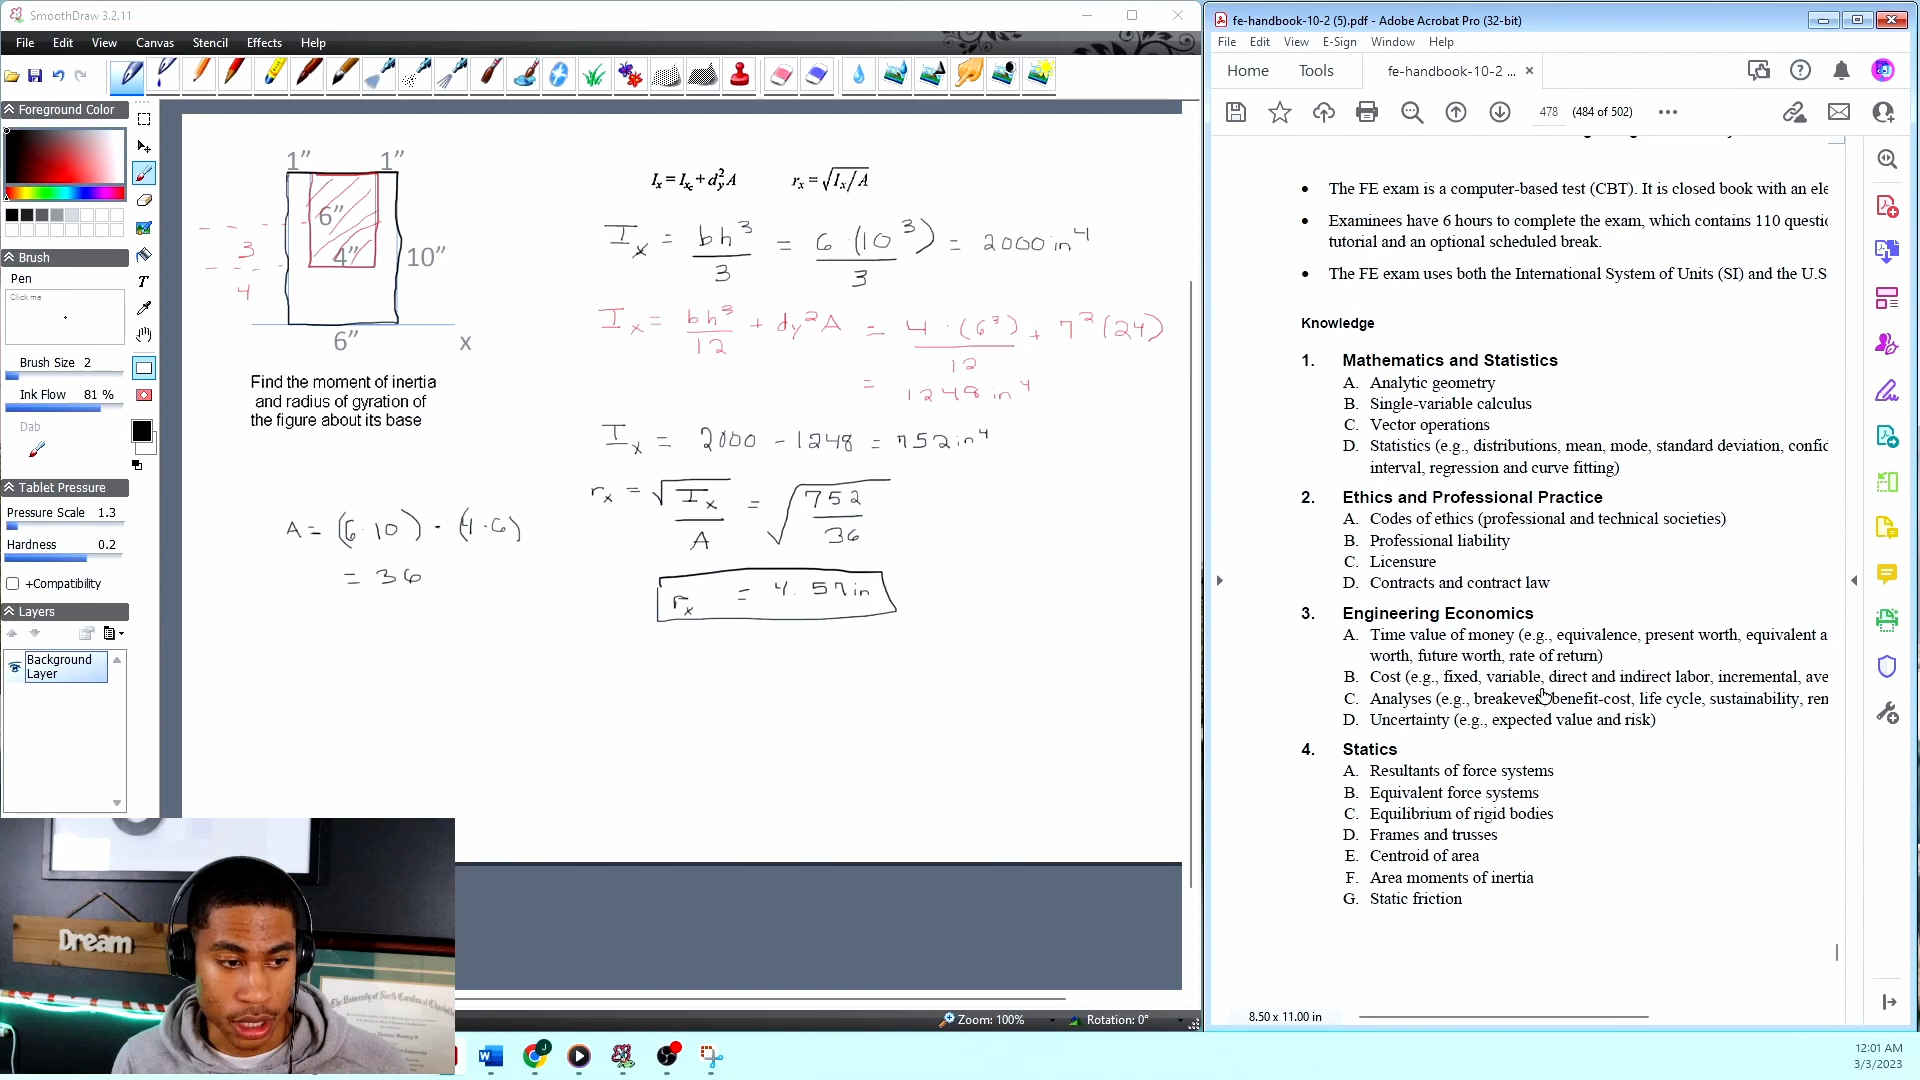 SmoothDraw 3.2.11
File Edit View Canvas Stencil Effects Help
Foreground Color
Brush
Pen
Click me
Brush Size 2
Ink Flow 81 %
Dab
Tablet Pressure
Pressure Scale 1.3
Hardness 0.2
+Compatibility
Layers
Background
Layer
1" 1"
6"
3
4" 10"
4
6" x
Find the moment of inertia
and radius of gyration of
the figure about its base
A = (6·10) - (4·6)
= 36
Ix = Ixc + dy²A rx = √Ix/A
Ix = bh³/3 = 6(10³)/3 = 2000 in⁴
Ix = bh³/12 + dy²A = 4·(6³)/12 + 7²(24)
= 1248 in⁴
Ix = 2000 - 1248 = 752 in⁴
rx = √Ix/A = √752/36
rx = 4.57 in
Dream
Zoom: 100% Rotation: 0°
fe-handbook-10-2 (5).pdf - Adobe Acrobat Pro (32-bit)
File Edit View E-Sign Window Help
Home Tools fe-handbook-10-2 ... ×
478 (484 of 502)
• The FE exam is a computer-based test (CBT). It is closed book with an ele
• Examinees have 6 hours to complete the exam, which contains 110 questic
tutorial and an optional scheduled break.
• The FE exam uses both the International System of Units (SI) and the U.S
Knowledge
1. Mathematics and Statistics
A. Analytic geometry
B. Single-variable calculus
C. Vector operations
D. Statistics (e.g., distributions, mean, mode, standard deviation, confid
interval, regression and curve fitting)
2. Ethics and Professional Practice
A. Codes of ethics (professional and technical societies)
B. Professional liability
C. Licensure
D. Contracts and contract law
3. Engineering Economics
A. Time value of money (e.g., equivalence, present worth, equivalent a
worth, future worth, rate of return)
B. Cost (e.g., fixed, variable, direct and indirect labor, incremental, ave
C. Analyses (e.g., breakeven, benefit-cost, life cycle, sustainability, ren
D. Uncertainty (e.g., expected value and risk)
4. Statics
A. Resultants of force systems
B. Equivalent force systems
C. Equilibrium of rigid bodies
D. Frames and trusses
E. Centroid of area
F. Area moments of inertia
G. Static friction
8.50 x 11.00 in
12:01 AM
3/3/2023